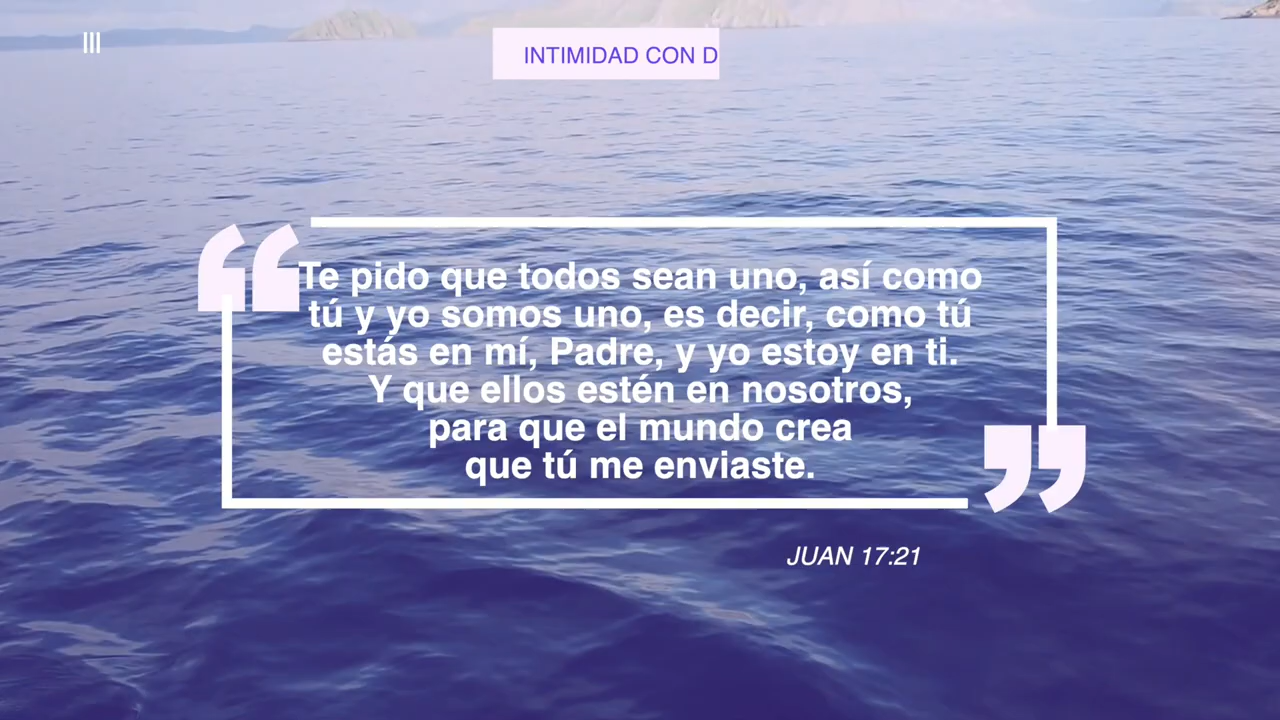 III
INTIMIDAD CON D
Te pido que todos sean uno, así como
tú y yo somos uno, es decir, como tú
estás en mí, Padre, y yo estoy en ti.
Y que ellos estén en nosotros,
para que el mundo crea
que tú me enviaste.
JUAN 17:21